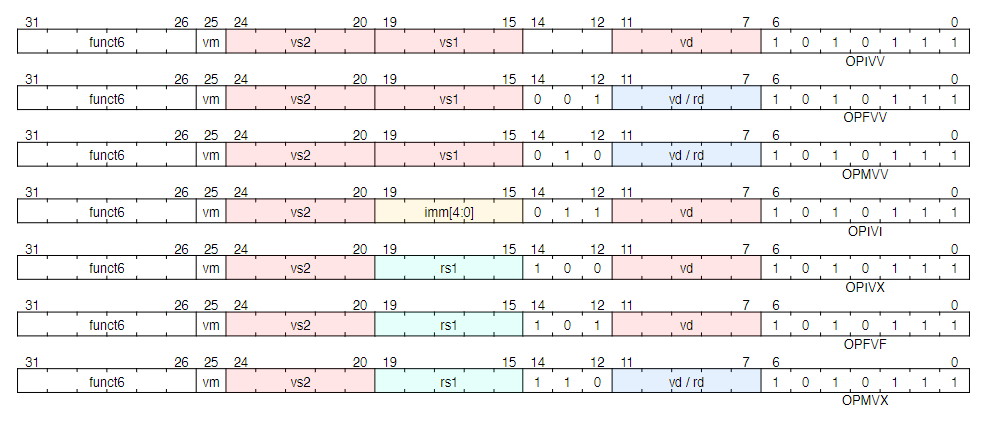 31 26 25 24 20 19 15 14 12 11 7 6 0
funct6 vm vs2 vs1 vd 1 0 1 0 1 1 1
OPIVV
31 26 25 24 20 19 15 14 12 11 7 6 0
funct6 vm vs2 vs1 0 0 1 vd / rd 1 0 1 0 1 1 1
OPFVV
31 26 25 24 20 19 15 14 12 11 7 6 0
funct6 vm vs2 vs1 0 1 0 vd / rd 1 0 1 0 1 1 1
OPMVV
31 26 25 24 20 19 15 14 12 11 7 6 0
funct6 vm vs2 imm[4:0] 0 1 1 vd 1 0 1 0 1 1 1
OPIVI
31 26 25 24 20 19 15 14 12 11 7 6 0
funct6 vm vs2 rs1 1 0 0 vd 1 0 1 0 1 1 1
OPIVX
31 26 25 24 20 19 15 14 12 11 7 6 0
funct6 vm vs2 rs1 1 0 1 vd 1 0 1 0 1 1 1
OPFVF
31 26 25 24 20 19 15 14 12 11 7 6 0
funct6 vm vs2 rs1 1 1 0 vd / rd 1 0 1 0 1 1 1
OPMVX